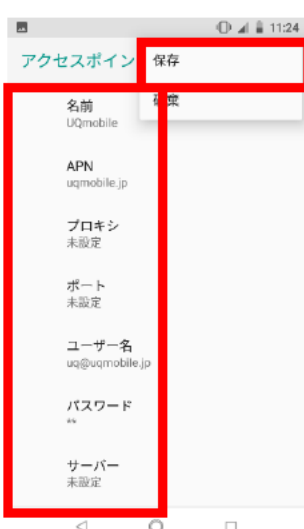 11:24
アクセスポイン
保存
破棄
名前
UQmobile
APN
uqmobile.jp
プロキシ
未設定
ポート
未設定
ユーザー名
uq@uqmobile.jp
パスワード
**
サーバー
未設定